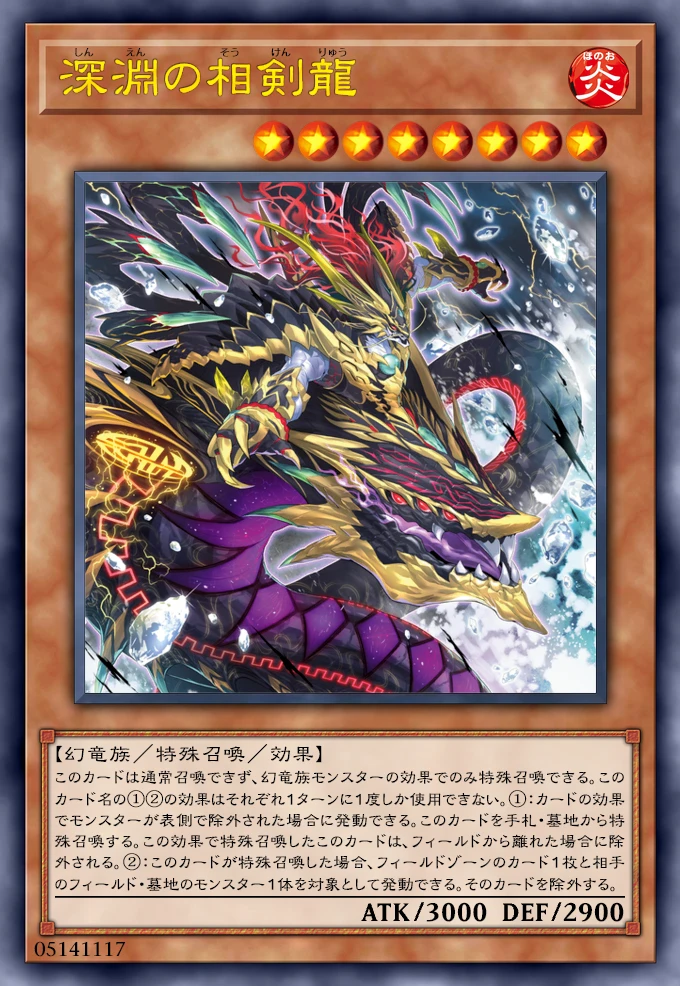 しん えん そう けん りゅう
深淵の相剣龍
ほのお
炎
【幻竜族／特殊召喚／効果】
このカードは通常召喚できず、幻竜族モンスターの効果でのみ特殊召喚できる。この
カード名の①②の効果はそれぞれ1ターンに1度しか使用できない。①：カードの効果
でモンスターが表側で除外された場合に発動できる。このカードを手札・墓地から特
殊召喚する。この効果で特殊召喚したこのカードは、フィールドから離れた場合に除
外される。②：このカードが特殊召喚した場合、フィールドゾーンのカード1枚と相手
のフィールド・墓地のモンスター1体を対象として発動できる。そのカードを除外する。
ATK/3000 DEF/2900
05141117